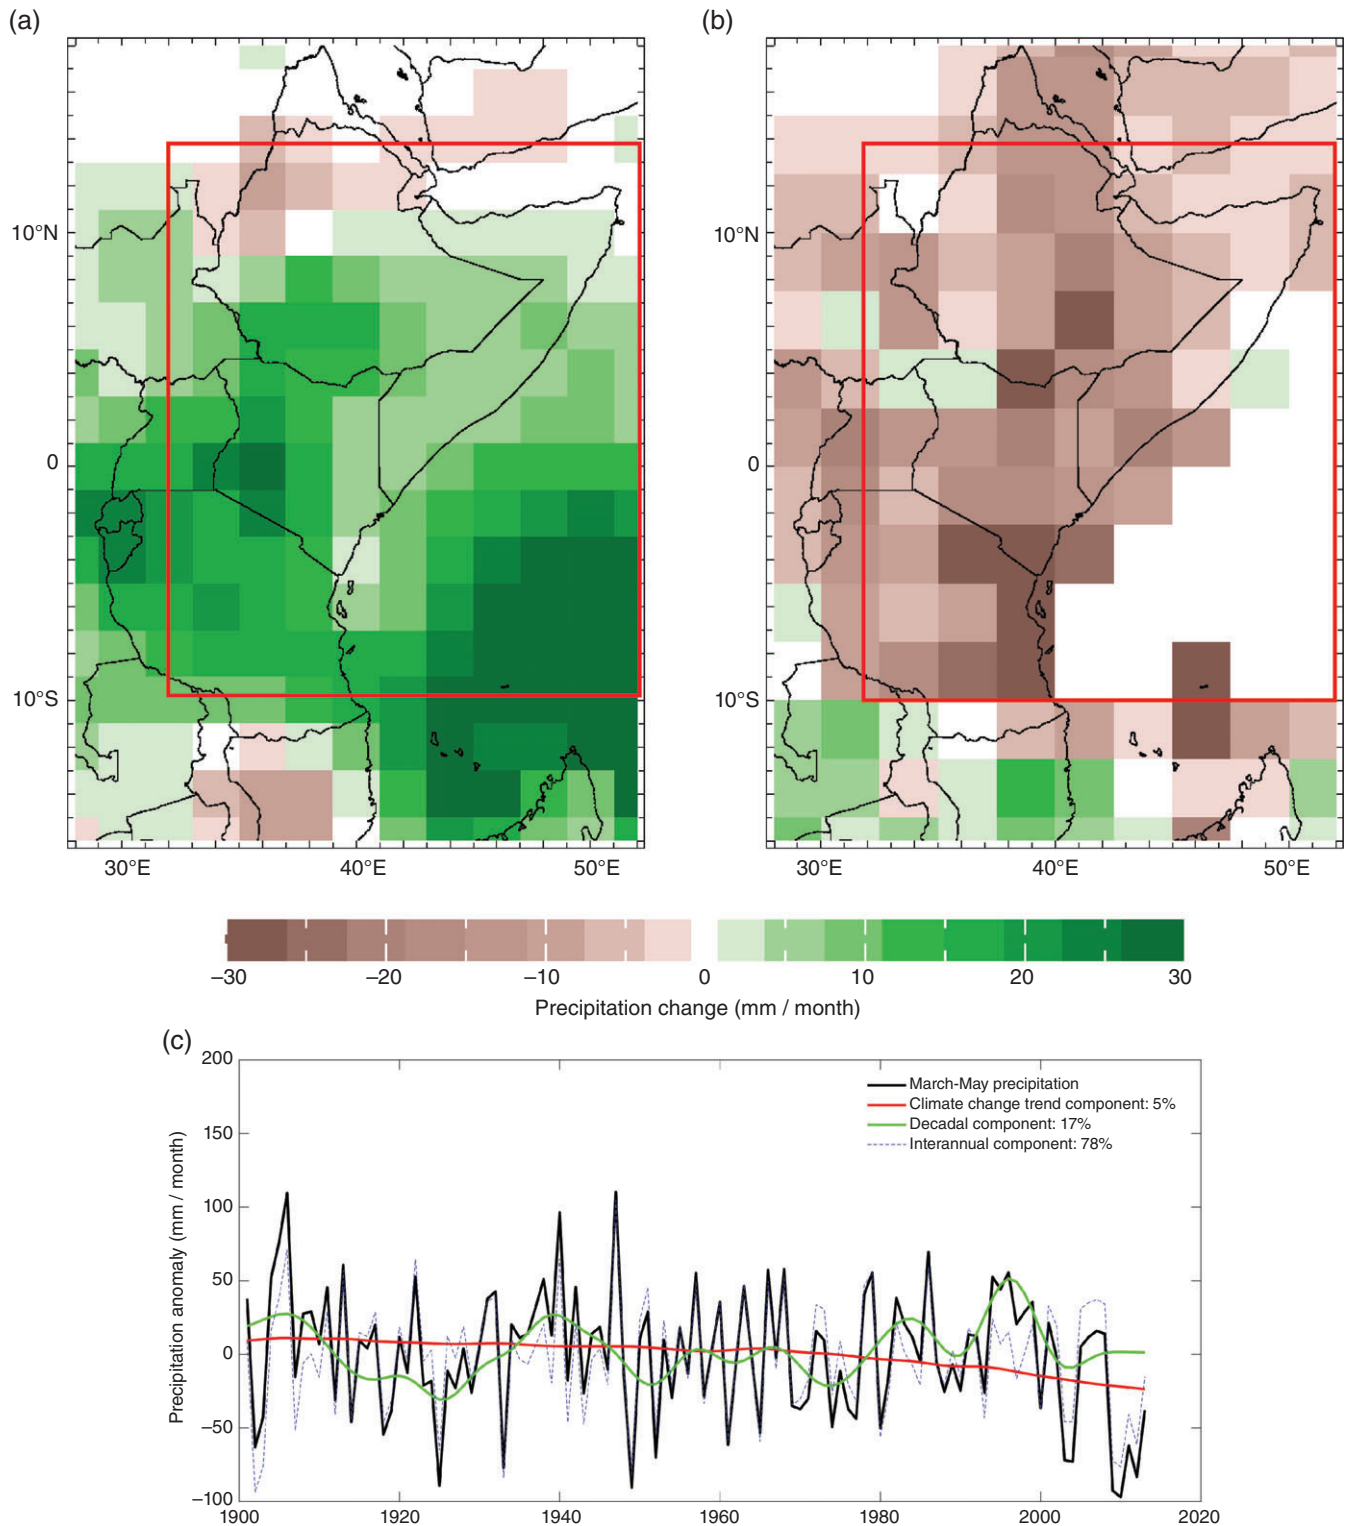 (a)
(b)
10°N
0
10°S
30°E
40°E
50°E
10°N
0
10°S
30°E
40°E
50°E
–30
–20
–10
0
10
20
30
Precipitation change (mm / month)
(c)
200
150
100
50
0
–50
–100
Precipitation anomaly (mm / month)
March-May precipitation
Climate change trend component: 5%
Decadal component: 17%
Interannual component: 78%
1900
1920
1940
1960
1980
2000
2020